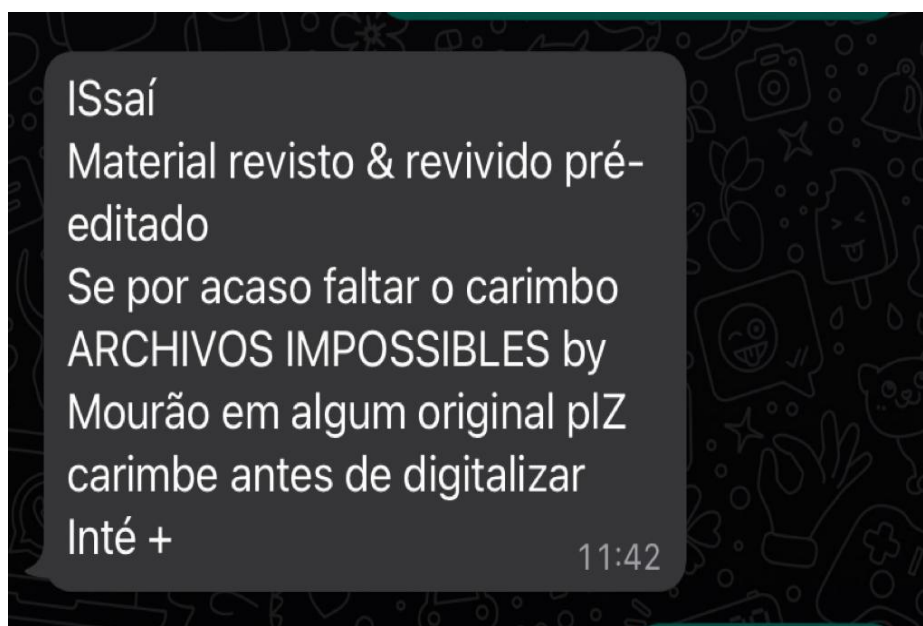 ISsaí
Material revisto & revivido pré-
editado
Se por acaso faltar o carimbo
ARCHIVOS IMPOSSIBLES by
Mourão em algum original plZ
carimbe antes de digitalizar
Inté +
11:42